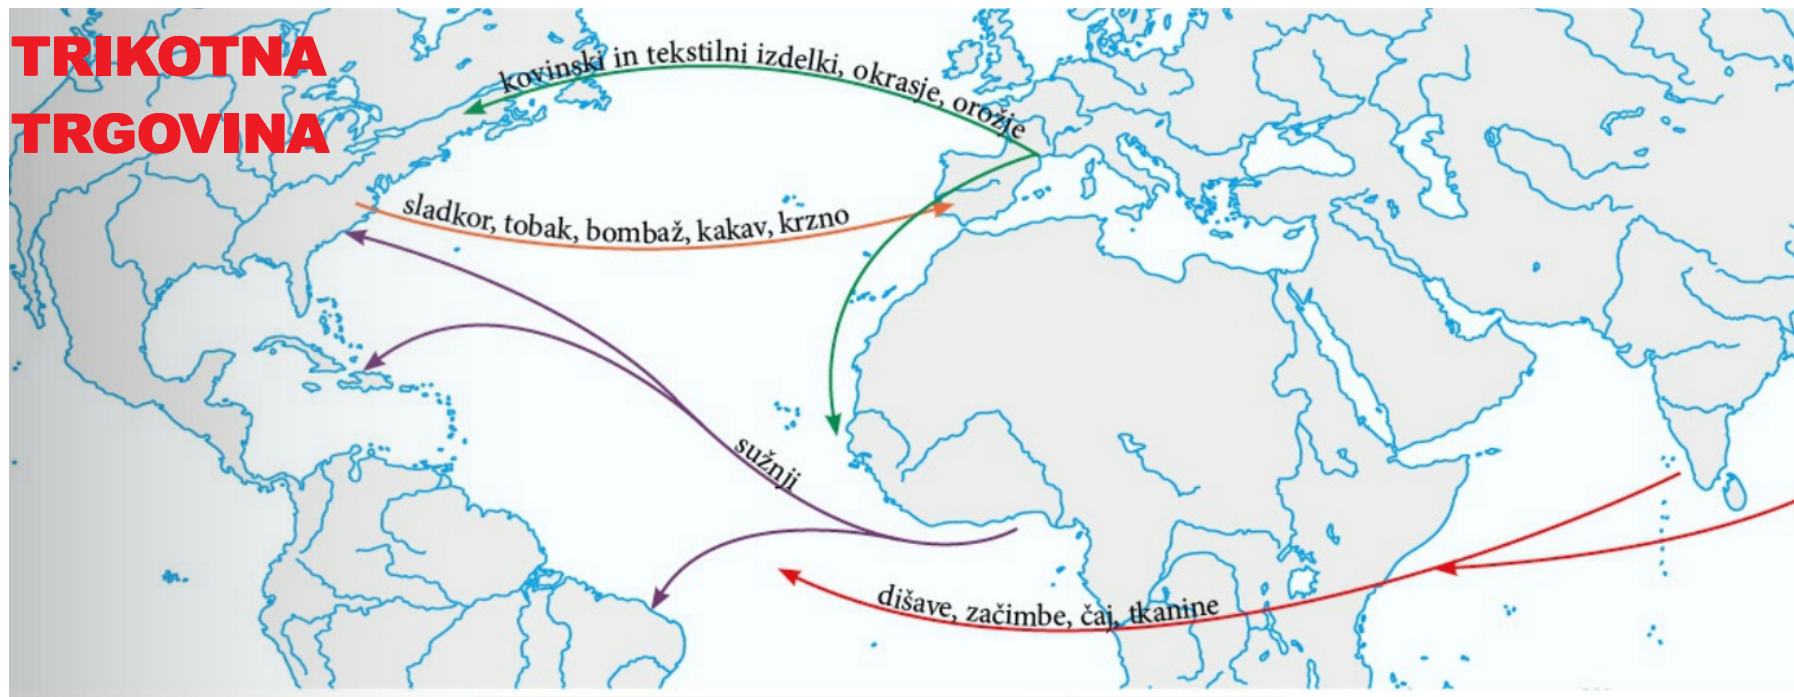 TRIKOTNA
TRGOVINA
kovinski in tekstilni izdelki, okrasje, orožje
sladkor, tobak, bombaž, kakav, krzno
sužnji
dišave, začimbe, čaj, tkanine